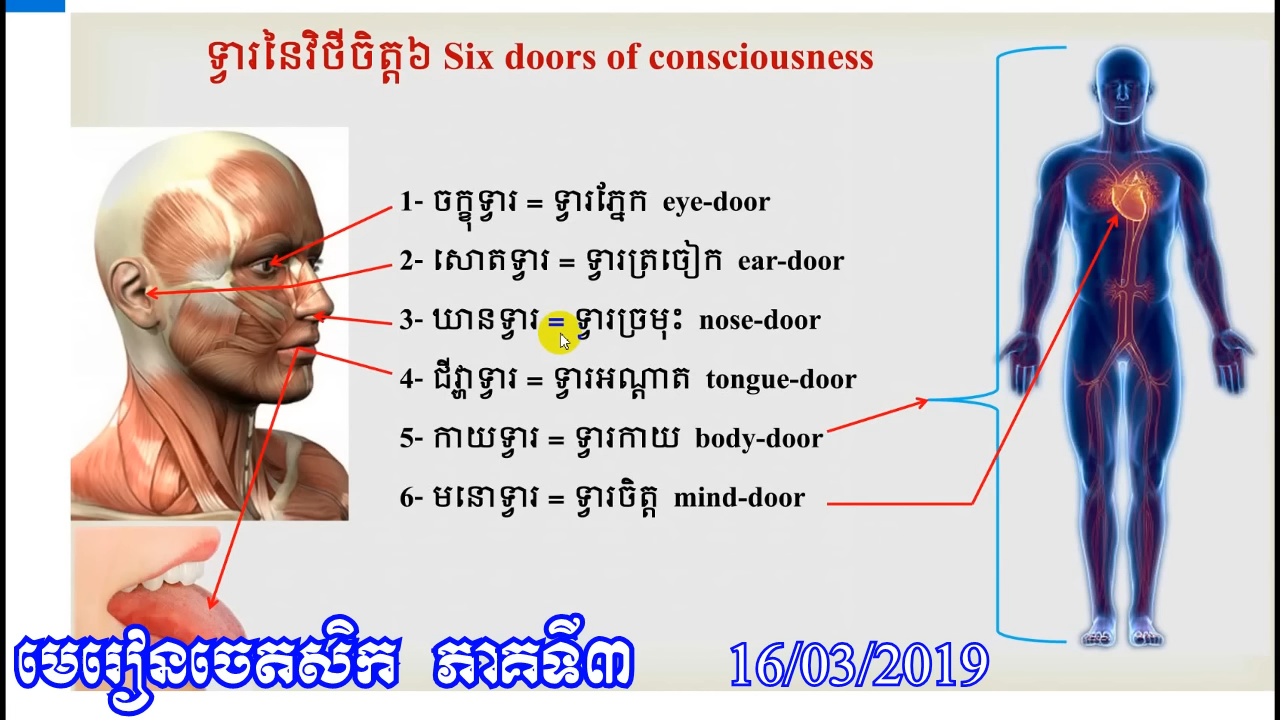 ទ្វារនៃវិថីចិត្ត៦ Six doors of consciousness
1- ចក្ខុទ្វារ = ទ្វារភ្នែក eye-door
2- សោតទ្វារ = ទ្វារត្រចៀក ear-door
3- ឃានទ្វារ = ទ្វារច្រមុះ nose-door
4- ជីវ្ហាទ្វារ = ទ្វារអណ្តាត tongue-door
5- កាយទ្វារ = ទ្វារកាយ body-door
6- មនោទ្វារ = ទ្វារចិត្ត mind-door
មេរៀនចេតសិក ភាគទី៣ 16/03/2019